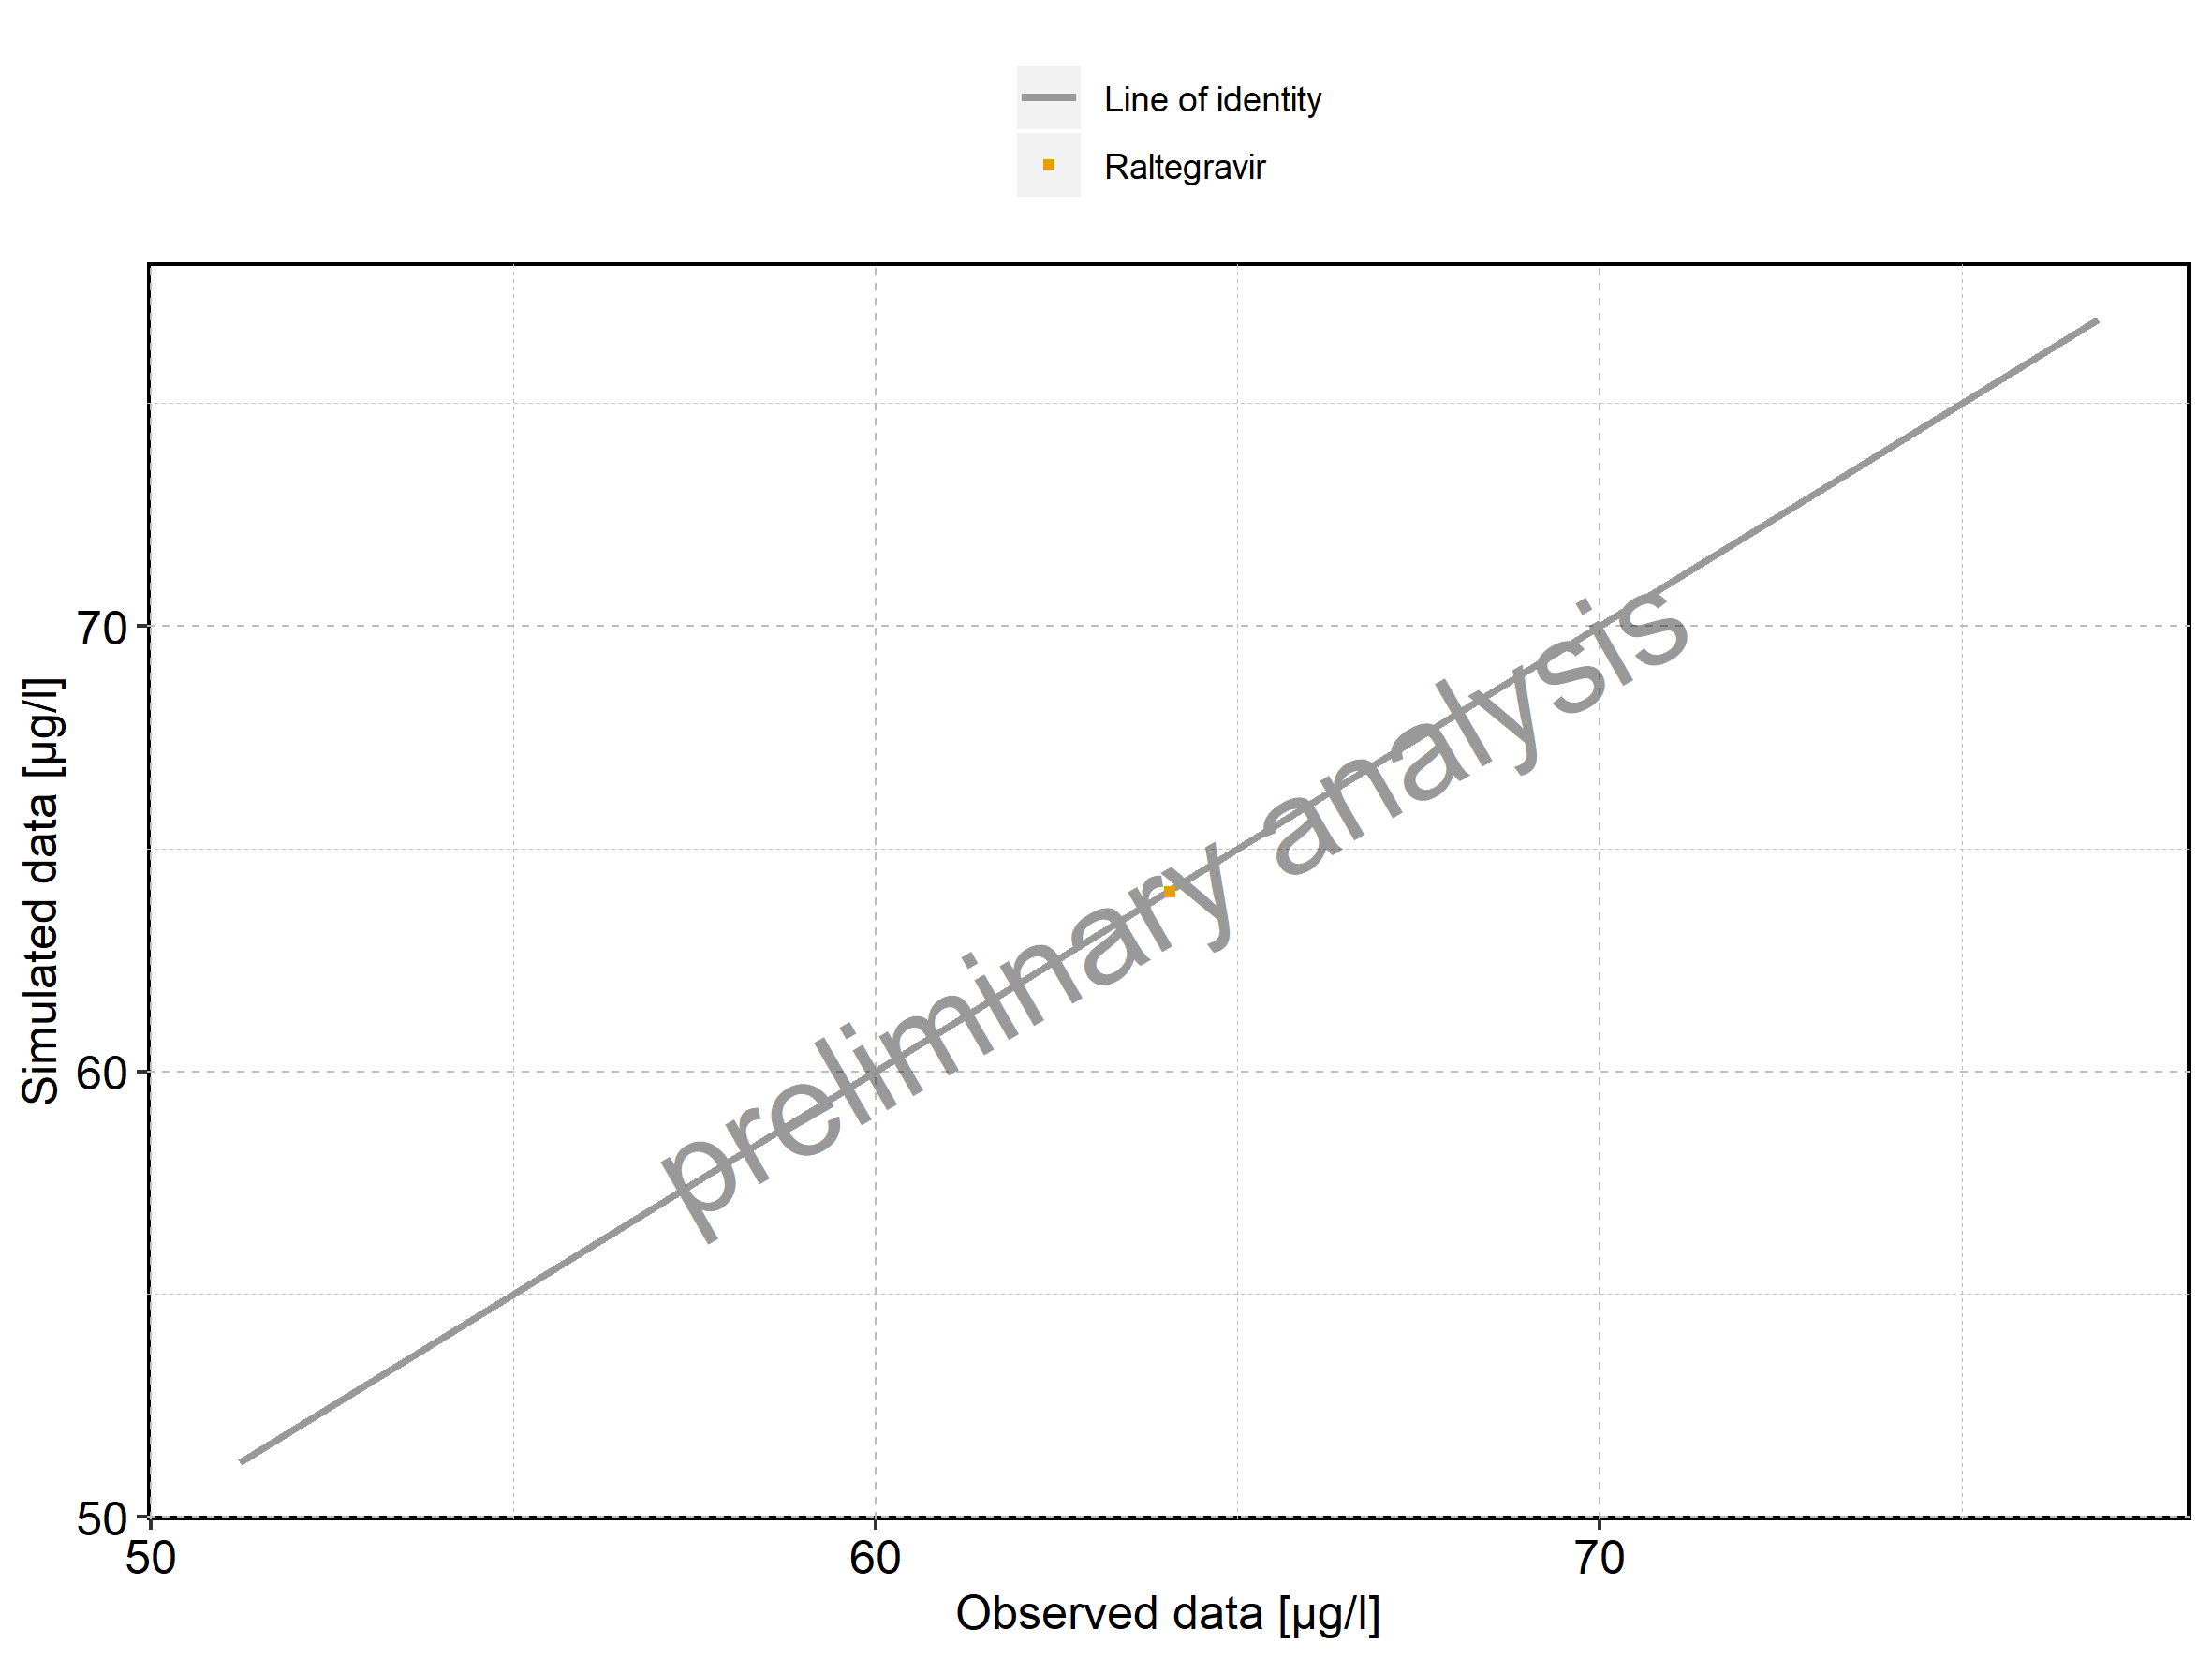 Line of identity
Raltegravir
Simulated data [µg/l]
70
60
50
preliminary analysis
50 60 70
Observed data [µg/l]